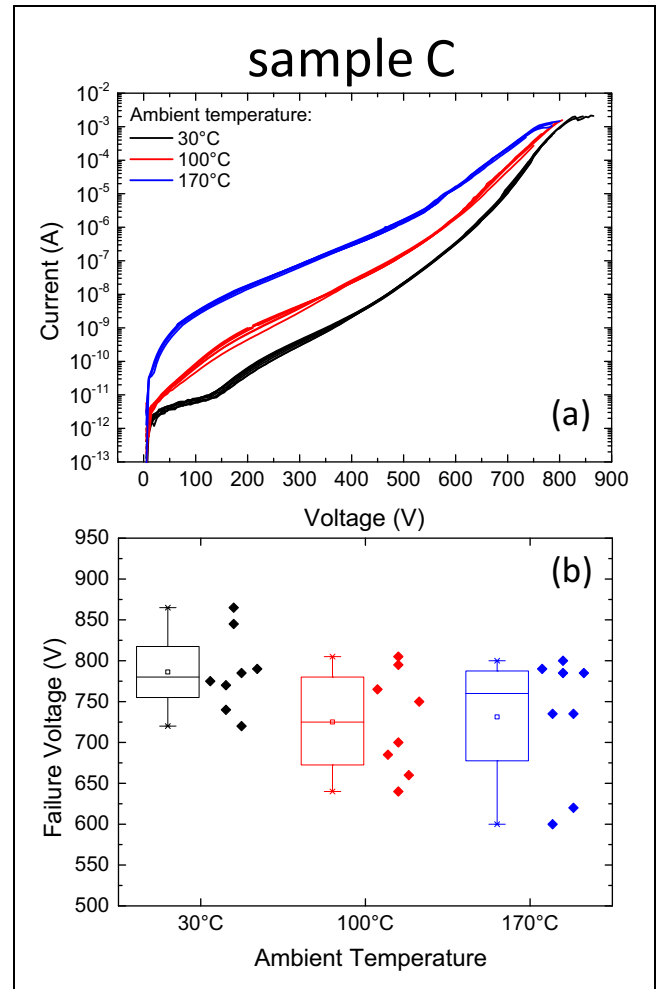 sample C
10⁻²
10⁻³
10⁻⁴
10⁻⁵
10⁻⁶
10⁻⁷
10⁻⁸
10⁻⁹
10⁻¹⁰
10⁻¹¹
10⁻¹²
10⁻¹³
Current (A)
Ambient temperature:
30°C
100°C
170°C
(a)
0 100 200 300 400 500 600 700 800 900
Voltage (V)
950
900
850
800
750
700
650
600
550
500
Failure Voltage (V)
(b)
30°C 100°C 170°C
Ambient Temperature